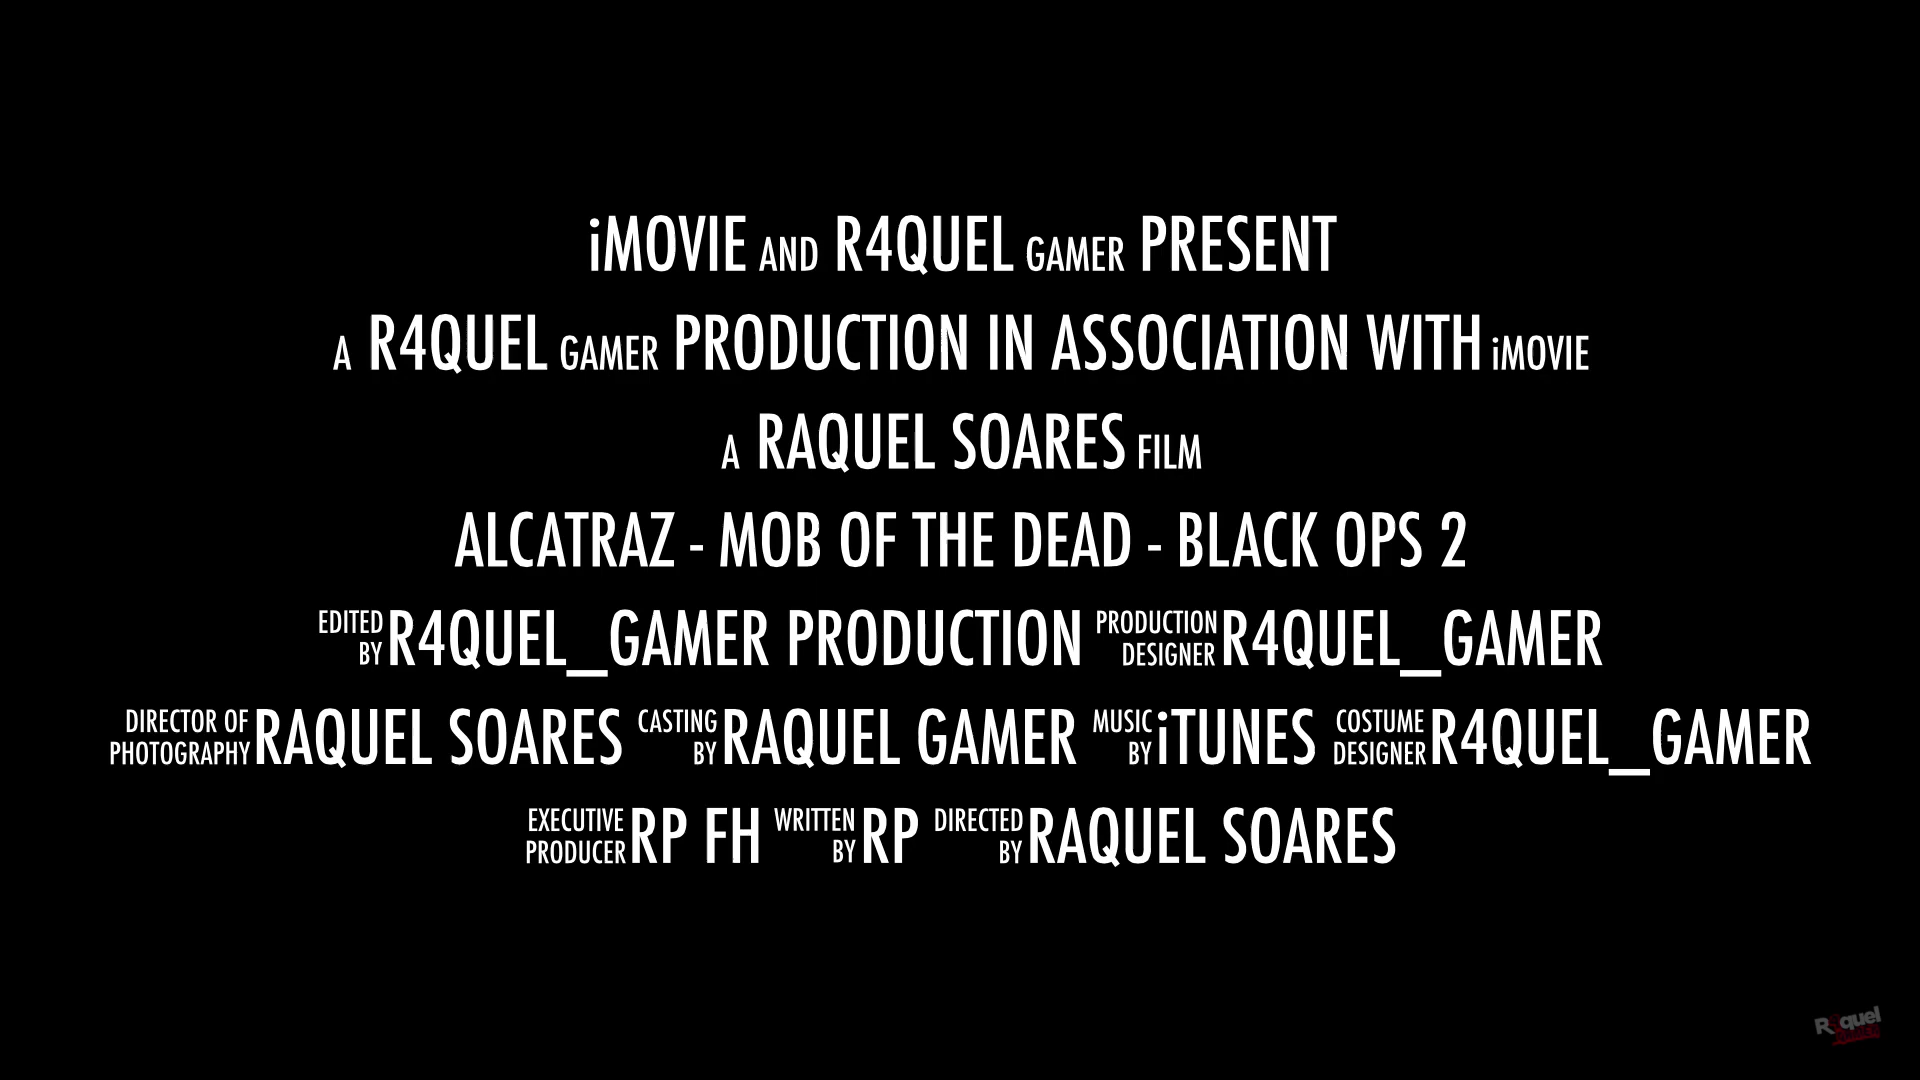 iMOVIE AND R4QUEL GAMER PRESENT
A R4QUEL GAMER PRODUCTION IN ASSOCIATION WITH iMOVIE
A RAQUEL SOARES FILM
ALCATRAZ - MOB OF THE DEAD - BLACK OPS 2
EDITED BY R4QUEL_GAMER PRODUCTION PRODUCTION DESIGNER R4QUEL_GAMER
DIRECTOR OF PHOTOGRAPHY RAQUEL SOARES CASTING BY RAQUEL GAMER MUSIC BY iTUNES COSTUME DESIGNER R4QUEL_GAMER
EXECUTIVE PRODUCER RP FH WRITTEN BY RP DIRECTED BY RAQUEL SOARES